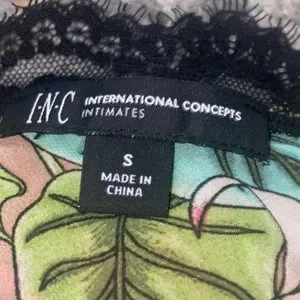 I·N·C INTERNATIONAL CONCEPTS
INTIMATES
S
MADE IN
CHINA